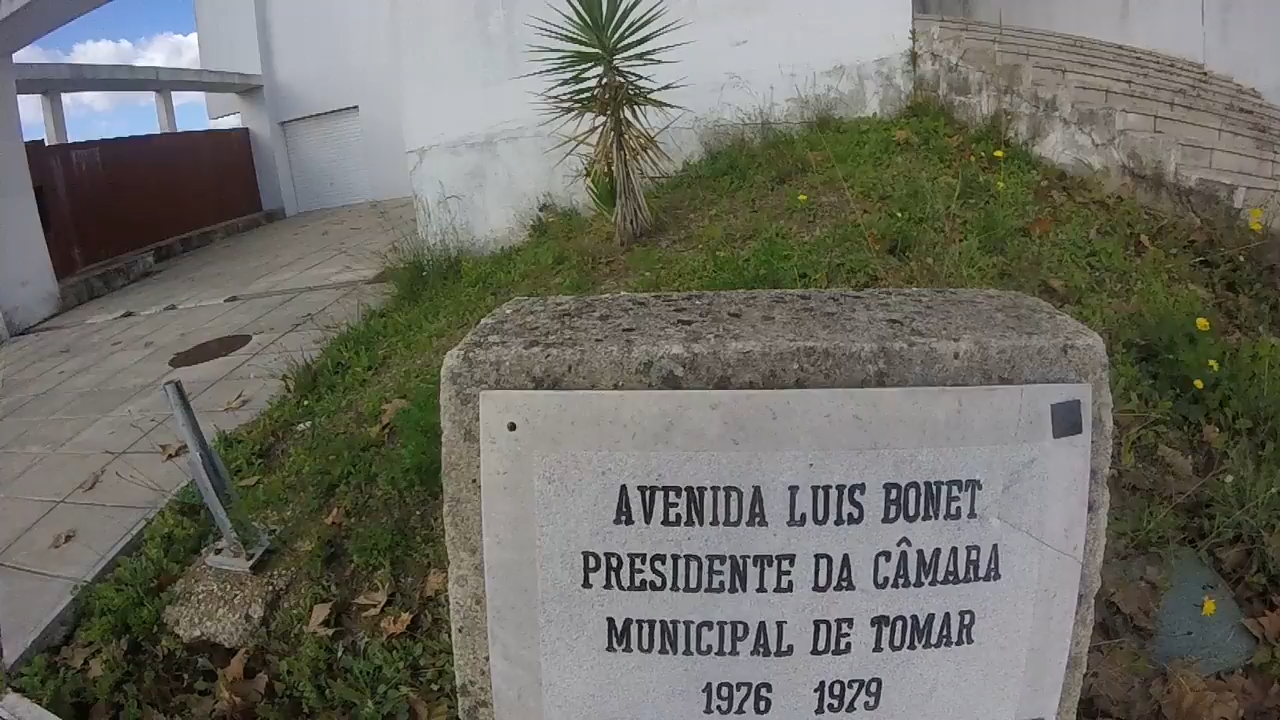 AVENIDA LUIS BONET
PRESIDENTE DA CÂMARA
MUNICIPAL DE TOMAR
1976 1979